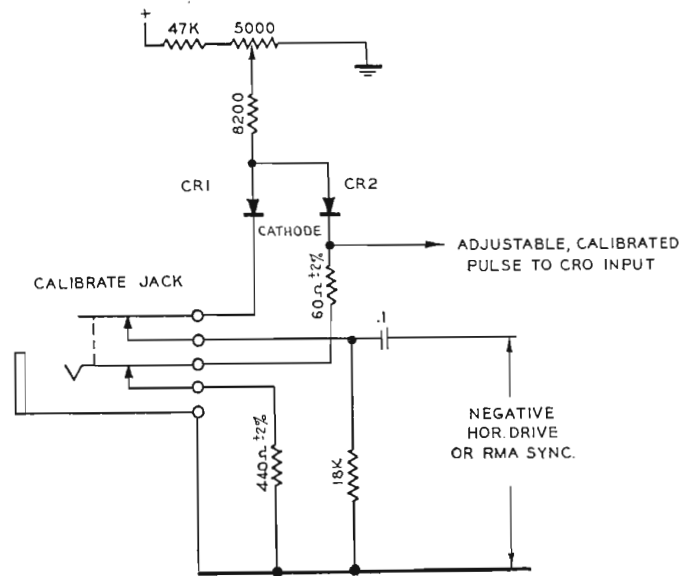 +
47K
5000
8200
CR1
CR2
CATHODE
ADJUSTABLE, CALIBRATED
PULSE TO CRO INPUT
60Ω ±2%
CALIBRATE JACK
.1
NEGATIVE
HOR. DRIVE
OR RMA SYNC.
440Ω ±2%
18K